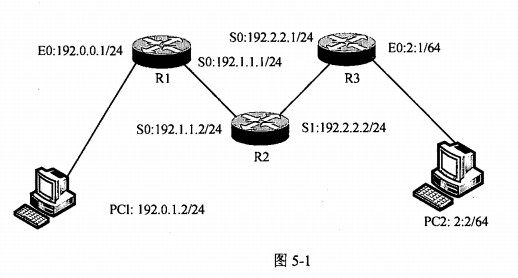 S0:192.2.2.1/24
E0:192.0.0.1/24
E0:2:1/64
S0:192.1.1.1/24
R1
R3
S0:192.1.1.2/24
S1:192.2.2.2/24
R2
PCI: 192.0.1.2/24
PC2: 2:2/64
图 5-1